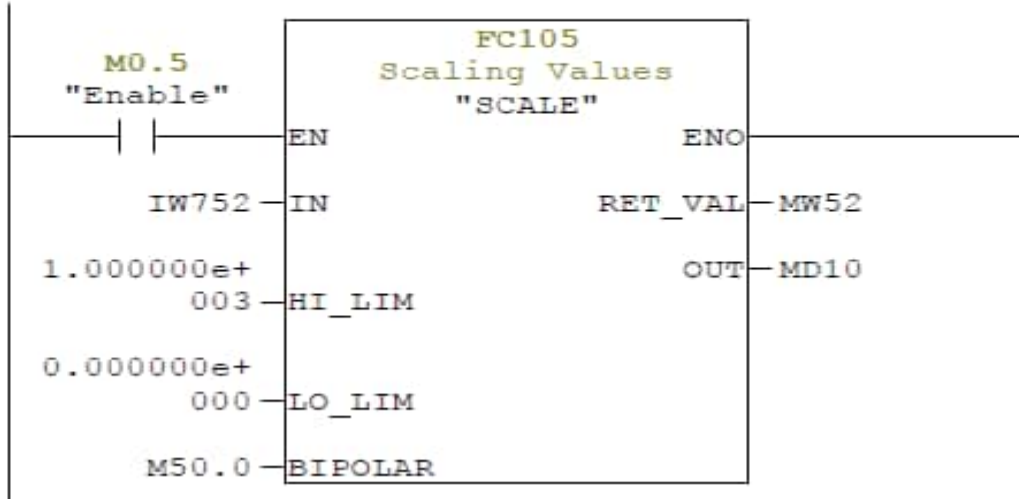 FC105
Scaling Values
"SCALE"
M0.5
"Enable"
EN
ENO
IW752
IN
RET_VAL
MW52
1.000000e+
003
HI_LIM
OUT
MD10
0.000000e+
000
LO_LIM
M50.0
BIPOLAR